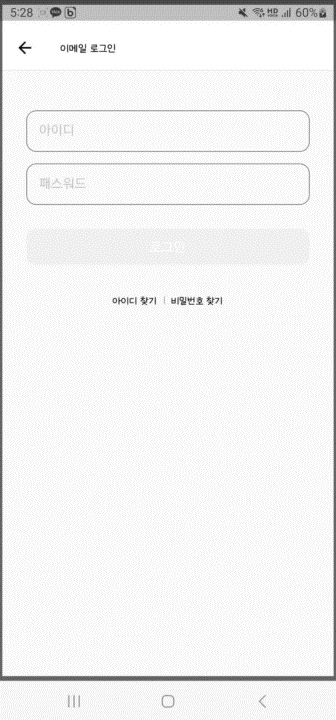 5:28 HD 60%
이메일 로그인
아이디
패스워드
로그인
아이디 찾기 | 비밀번호 찾기